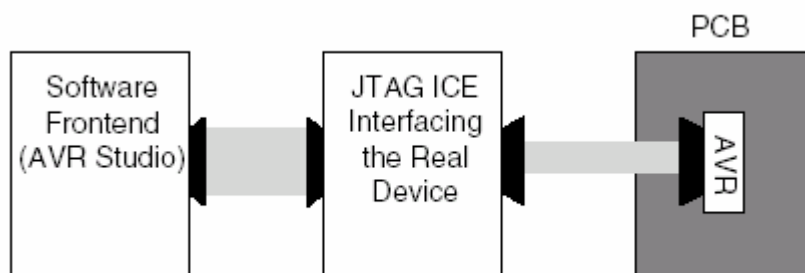 PCB
Software
Frontend
(AVR Studio)
JTAG ICE
Interfacing
the Real
Device
AVR